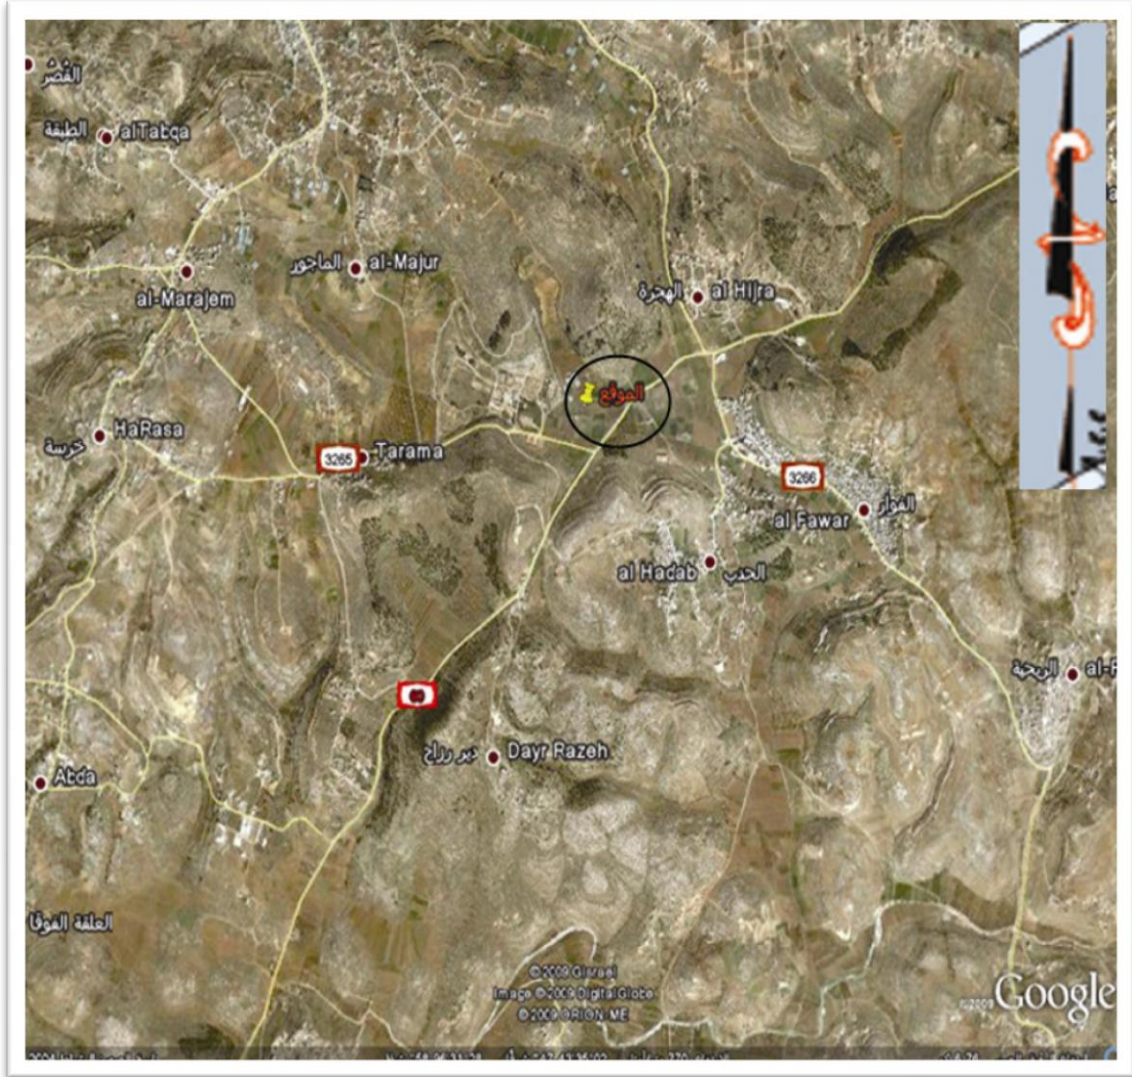 القصر
الطبقة alTabqa
الماجور al-Majur
al-Marajem
الهجرة al Hijra
الموقع
خرسة HaRasa
3265 Tarama
3266
al Fawar الفوار
al Hadab الحدب
الريحية al-R
دير رزاح Dayr Razeh
Abda
العلقة الفوقا
©2009 Gisrael
Image ©2009 DigitalGlobe
©2009 ORION-ME
©2009 Google